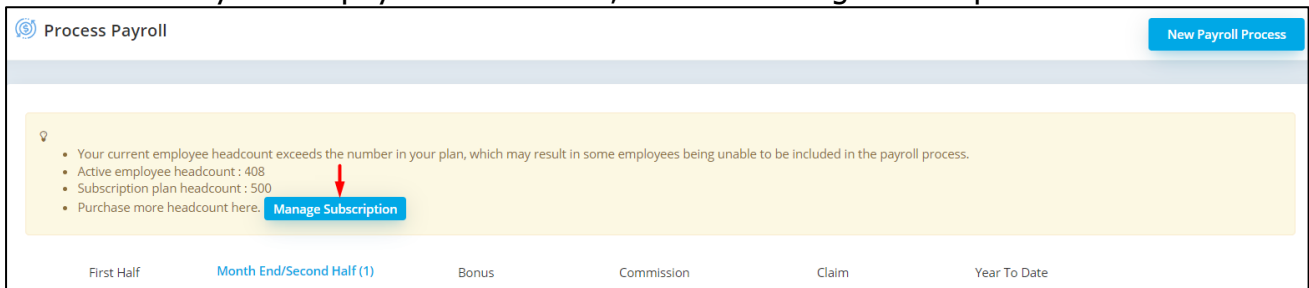 Process Payroll
New Payroll Process
• Your current employee headcount exceeds the number in your plan, which may result in some employees being unable to be included in the payroll process.
• Active employee headcount : 408
• Subscription plan headcount : 500
• Purchase more headcount here. Manage Subscription
First Half Month End/Second Half (1) Bonus Commission Claim Year To Date